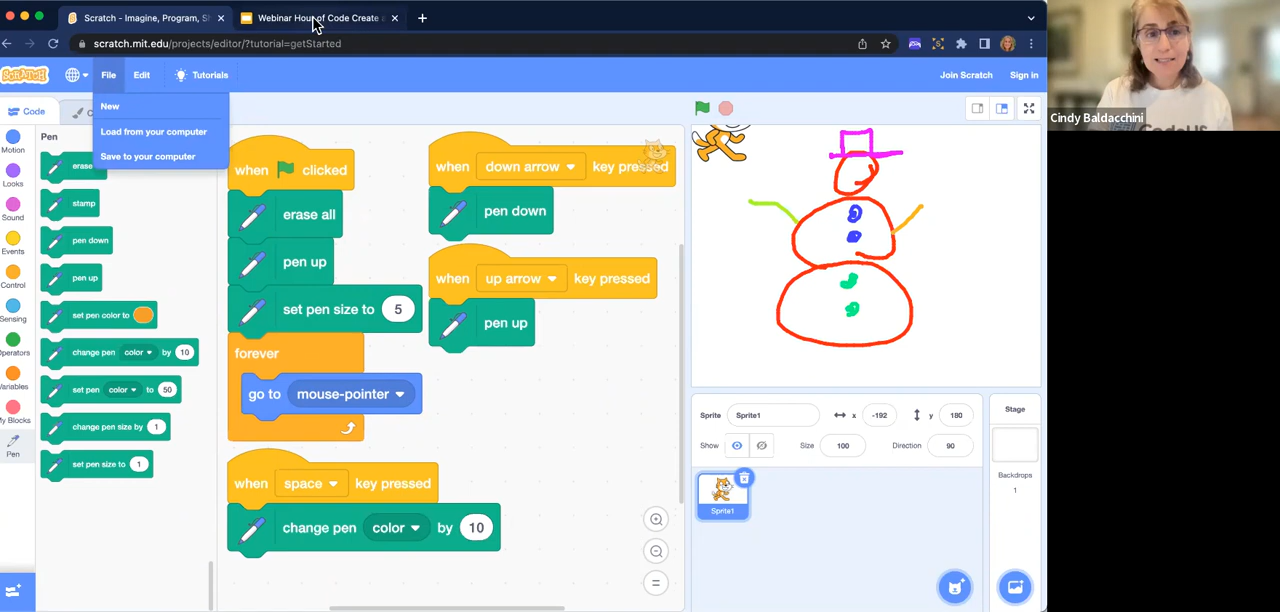 Scratch - Imagine, Program, Sh
Webinar Hour of Code Create a
scratch.mit.edu/projects/editor/?tutorial=getStarted
SCRATCH
File
Edit
Tutorials
Join Scratch
Sign in
New
Load from your computer
Save to your computer
Code
Cindy Baldacchini
Motion
Looks
Sound
Events
Control
Sensing
Operators
Variables
My Blocks
Pen
Pen
erase
stamp
pen down
pen up
set pen color to
change pen color by 10
set pen color to 50
change pen size by 1
set pen size to 1
when clicked
erase all
pen up
set pen size to 5
forever
go to mouse-pointer
when space key pressed
change pen color by 10
when down arrow key pressed
pen down
when up arrow key pressed
pen up
Sprite Sprite1 x -192 y 180
Show Size 100 Direction 90
Sprite1
Stage
Backdrops
1